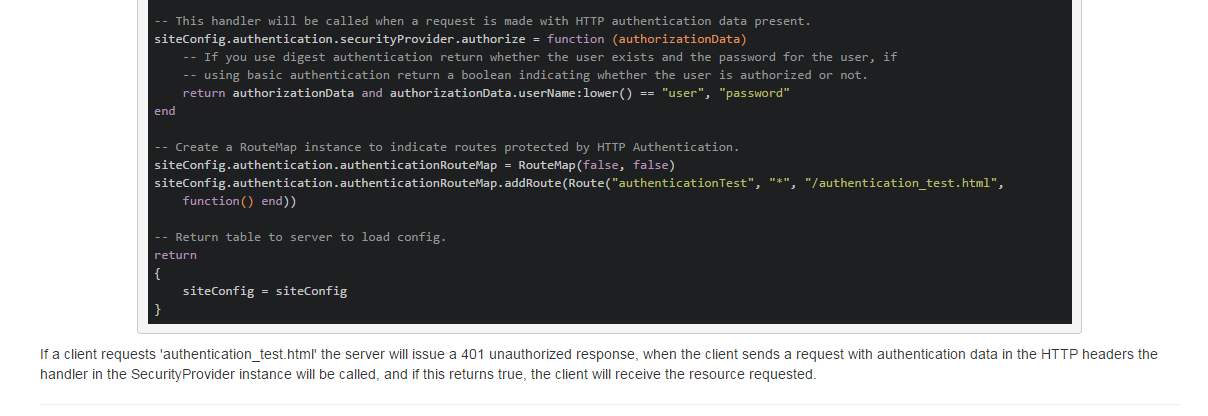 -- This handler will be called when a request is made with HTTP authentication data present.
siteConfig.authentication.securityProvider.authorize = function (authorizationData)
    -- If you use digest authentication return whether the user exists and the password for the user, if
    -- using basic authentication return a boolean indicating whether the user is authorized or not.
    return authorizationData and authorizationData.userName:lower() == "user", "password"
end
-- Create a RouteMap instance to indicate routes protected by HTTP Authentication.
siteConfig.authentication.authenticationRouteMap = RouteMap(false, false)
siteConfig.authentication.authenticationRouteMap.addRoute(Route("authenticationTest", "*", "/authentication_test.html",
    function() end))
-- Return table to server to load config.
return
{
    siteConfig = siteConfig
}
If a client requests 'authentication_test.html' the server will issue a 401 unauthorized response, when the client sends a request with authentication data in the HTTP headers the
handler in the SecurityProvider instance will be called, and if this returns true, the client will receive the resource requested.